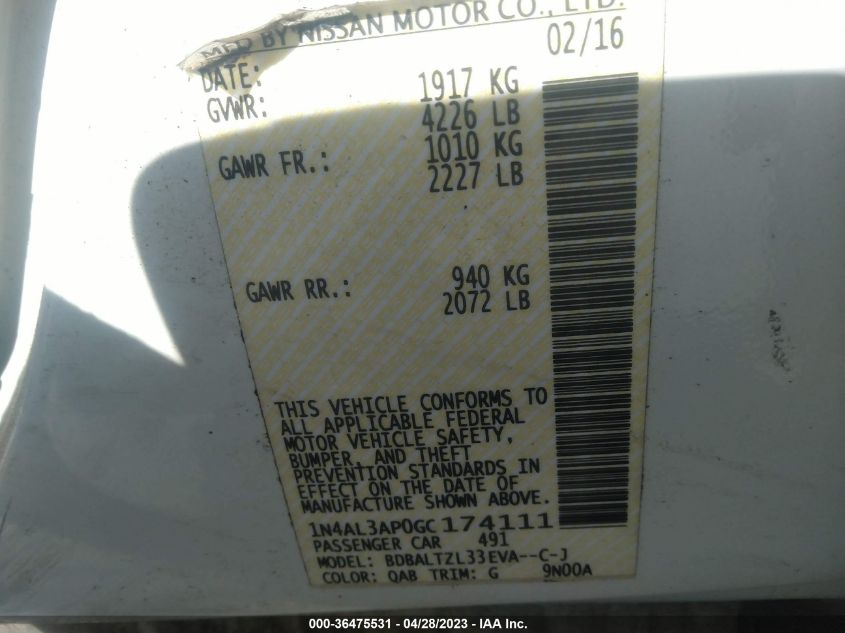 MFD BY NISSAN MOTOR CO., LTD.
DATE: 02/16
GVWR: 1917 KG
4226 LB
GAWR FR.: 1010 KG
2227 LB
GAWR RR.: 940 KG
2072 LB
THIS VEHICLE CONFORMS TO
ALL APPLICABLE FEDERAL
MOTOR VEHICLE SAFETY,
BUMPER, AND THEFT
PREVENTION STANDARDS IN
EFFECT ON THE DATE OF
MANUFACTURE SHOWN ABOVE.
1N4AL3AP0GC174111
PASSENGER CAR 491
MODEL: BDBALTZL33EVA--C-J
COLOR: QAB TRIM: G 9N00A
000-36475531 - 04/28/2023 - IAA Inc.